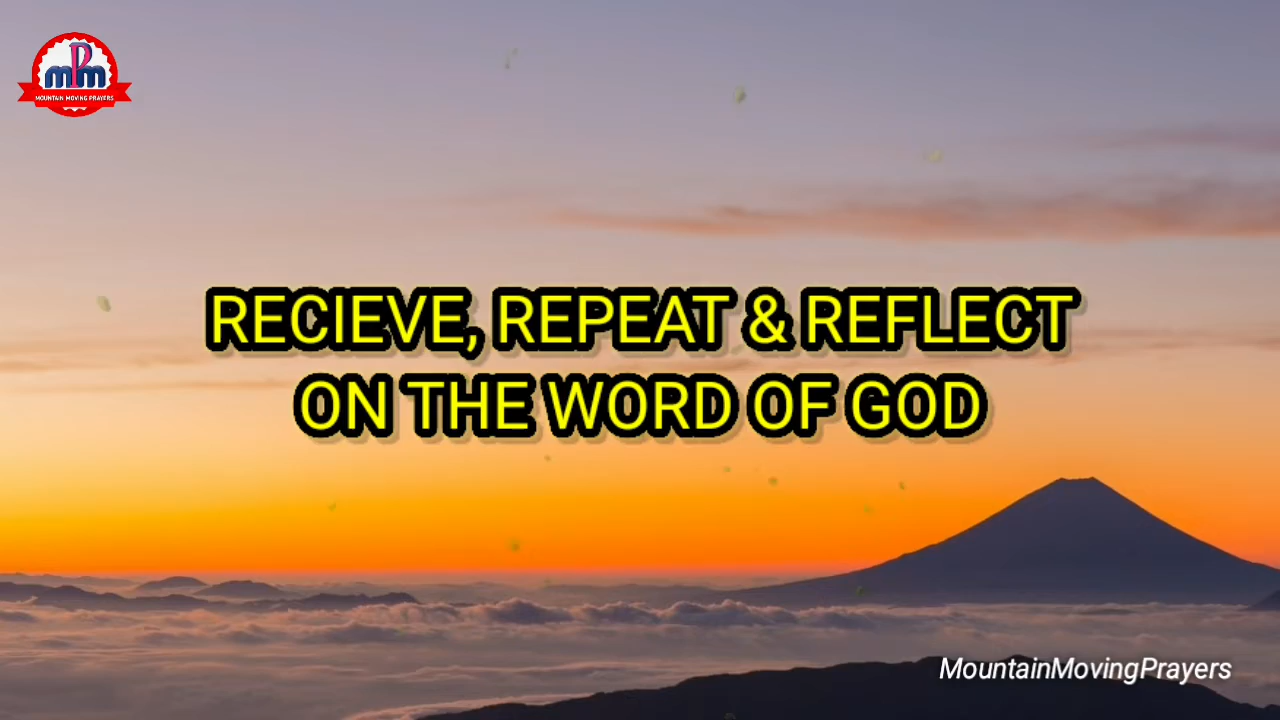 mPm
MOUNTAIN MOVING PRAYERS
RECIEVE, REPEAT & REFLECT
ON THE WORD OF GOD
MountainMovingPrayers